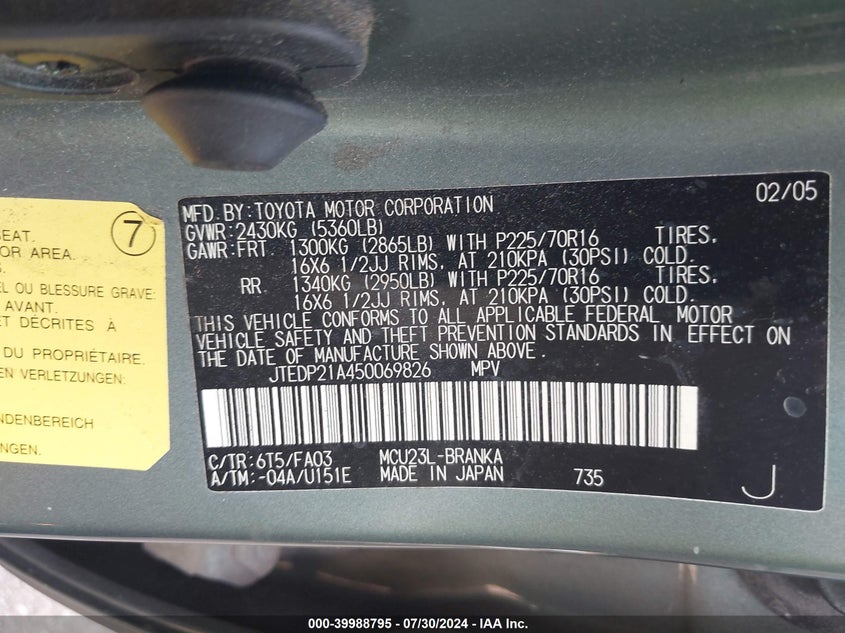 7
SEAT.
OR AREA.
EL OU BLESSURE GRAVE:
AVANT.
ET DÉCRITES À
DU PROPRIÉTAIRE.
ETZUNGEN:
NDENBEREICH
UNGEN.
02/05
MFD. BY: TOYOTA MOTOR CORPORATION
GVWR: 2430KG (5360LB)
GAWR: FRT. 1300KG (2865LB) WITH P225/70R16 TIRES.
16X6 1/2JJ RIMS. AT 210KPA (30PSI) COLD.
RR 1340KG (2950LB) WITH P225/70R16 TIRES.
16X6 1/2JJ RIMS. AT 210KPA (30PSI) COLD.
THIS VEHICLE CONFORMS TO ALL APPLICABLE FEDERAL MOTOR
VEHICLE SAFETY AND THEFT PREVENTION STANDARDS IN EFFECT ON
THE DATE OF MANUFACTURE SHOWN ABOVE.
JTEDP21A450069826 MPV
C/TR: 6T5/FA03 MCU23L-BRANKA
A/TM: -04A/U151E MADE IN JAPAN 735 J
000-39988795 - 07/30/2024 - IAA Inc.